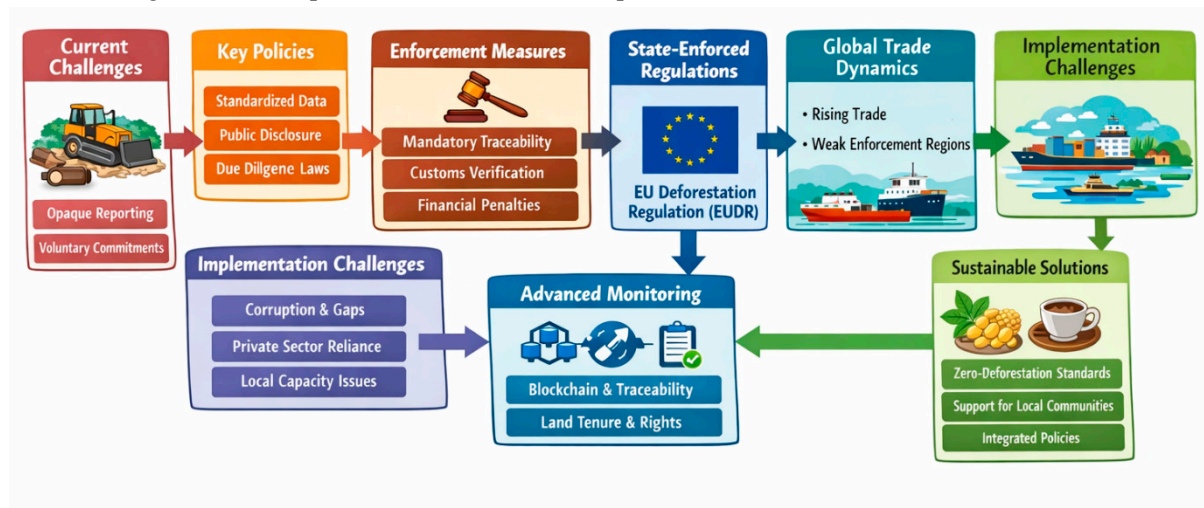 Current
Challenges
Opaque Reporting
Voluntary Commitments
Key Policies
Standardized Data
Public Disclosure
Due Dilgene Laws
Enforcement Measures
Mandatory Traceability
Customs Verification
Financial Penalties
State-Enforced
Regulations
EU Deforestation
Regulation (EUDR)
Global Trade
Dynamics
• Rising Trade
• Weak Enforcement Regions
Implementation
Challenges
Implementation Challenges
Corruption & Gaps
Private Sector Reliance
Local Capacity Issues
Advanced Monitoring
Blockchain & Traceability
Land Tenure & Rights
Sustainable Solutions
Zero-Deforestation Standards
Support for Local Communities
Integrated Policies